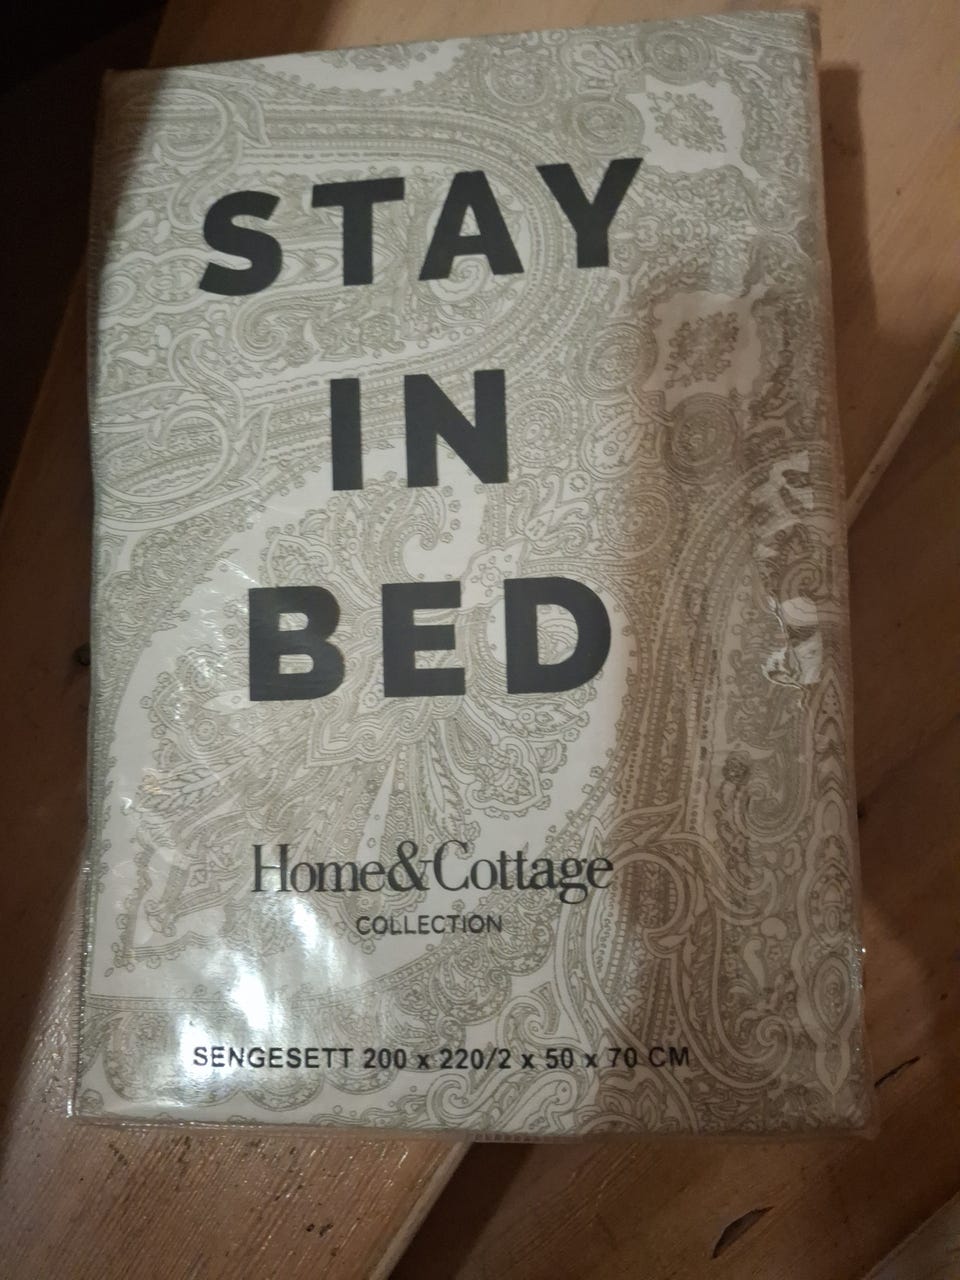 STAY
IN
BED
Home&Cottage
COLLECTION
SENGESETT 200 x 220/2 x 50 x 70 CM